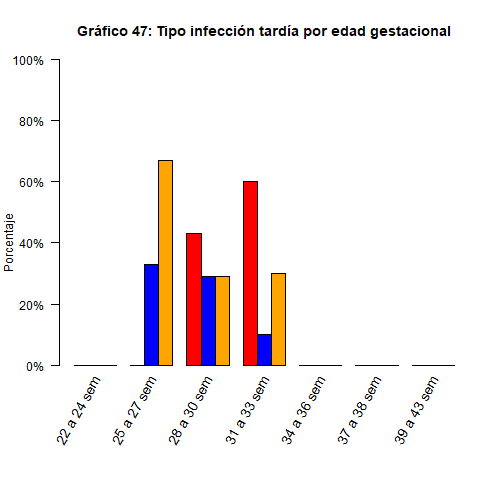 Gráfico 47: Tipo infección tardía por edad gestacional
100%
80%
60%
40%
20%
0%
Porcentaje
22 a 24 sem
25 a 27 sem
28 a 30 sem
31 a 33 sem
34 a 36 sem
37 a 38 sem
39 a 43 sem